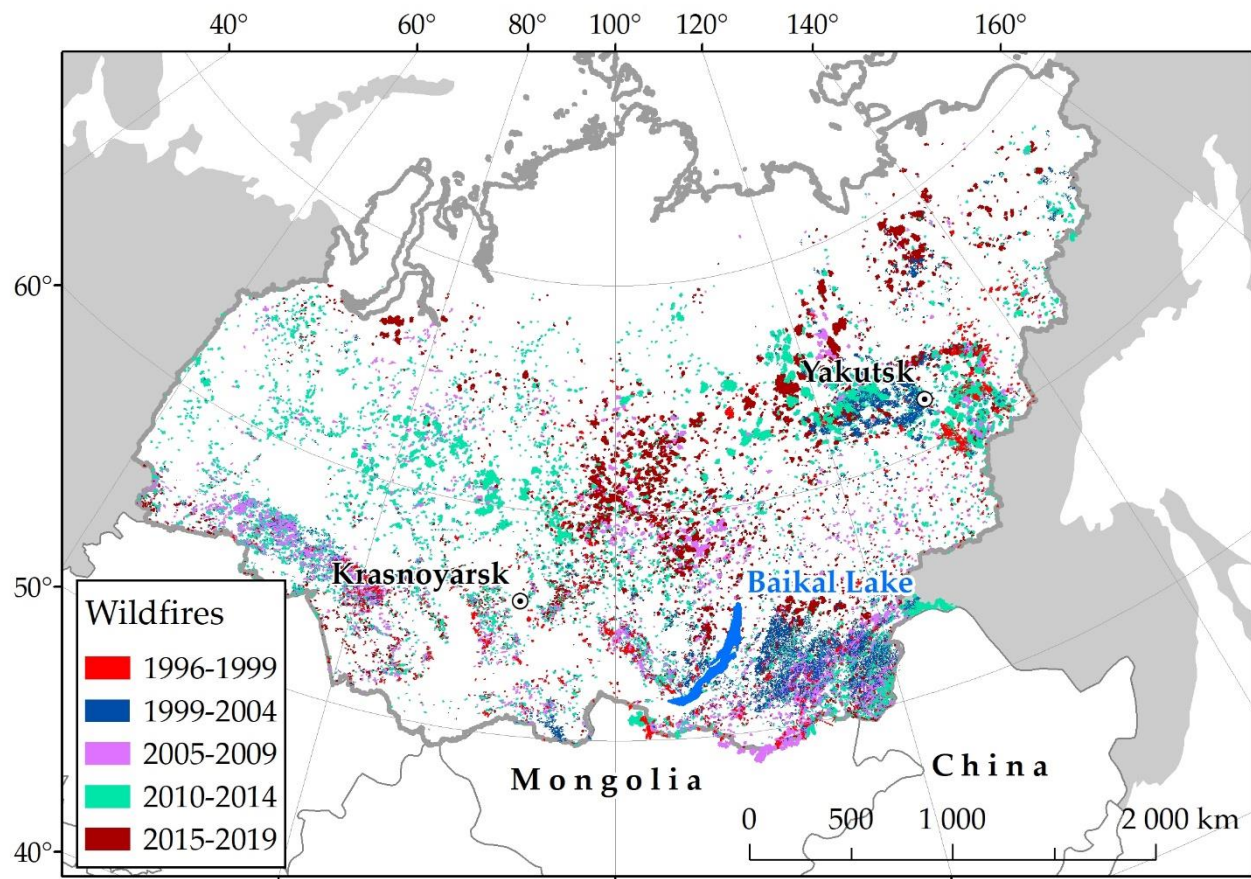 40° 60° 80° 100° 120° 140° 160°
60°
Yakutsk
Krasnoyarsk
Baikal Lake
50°
Wildfires
1996-1999
1999-2004
2005-2009
2010-2014
2015-2019
Mongolia
China
0 500 1 000 2 000 km
40°